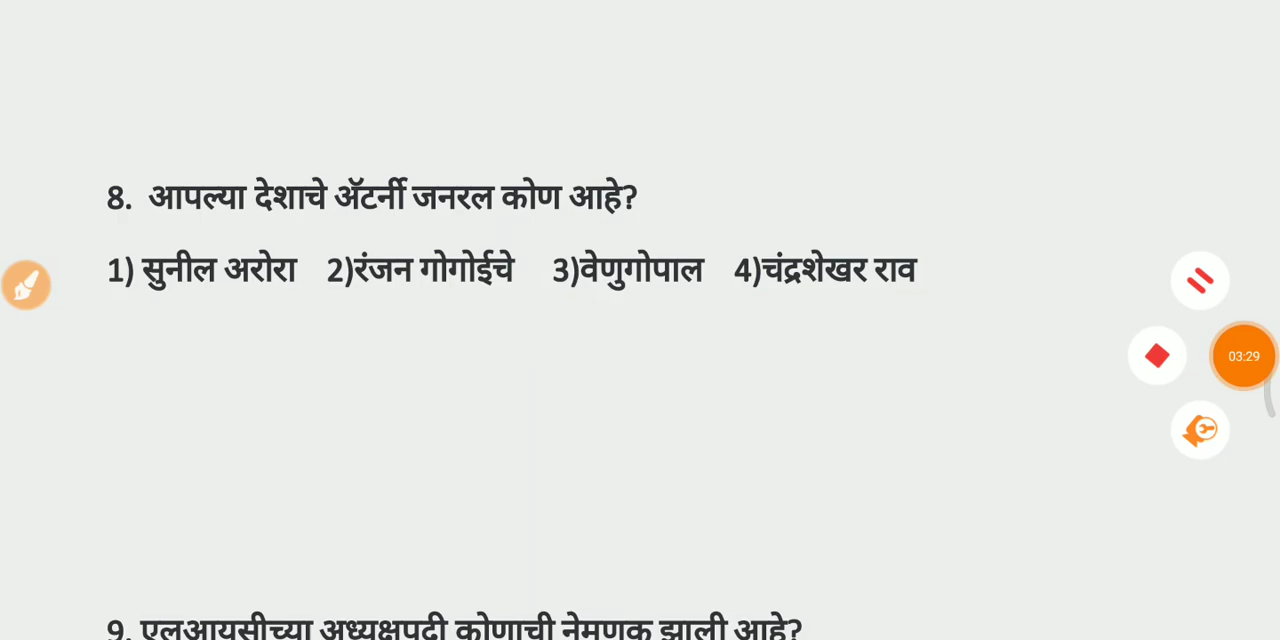 8. आपल्या देशाचे ॲटर्नी जनरल कोण आहे?
1) सुनील अरोरा 2)रंजन गोगोईचे 3)वेणुगोपाल 4)चंद्रशेखर राव
03:29
9. एलआयसीच्या अध्यक्षपदी कोणाची नेमणूक झाली आहे?